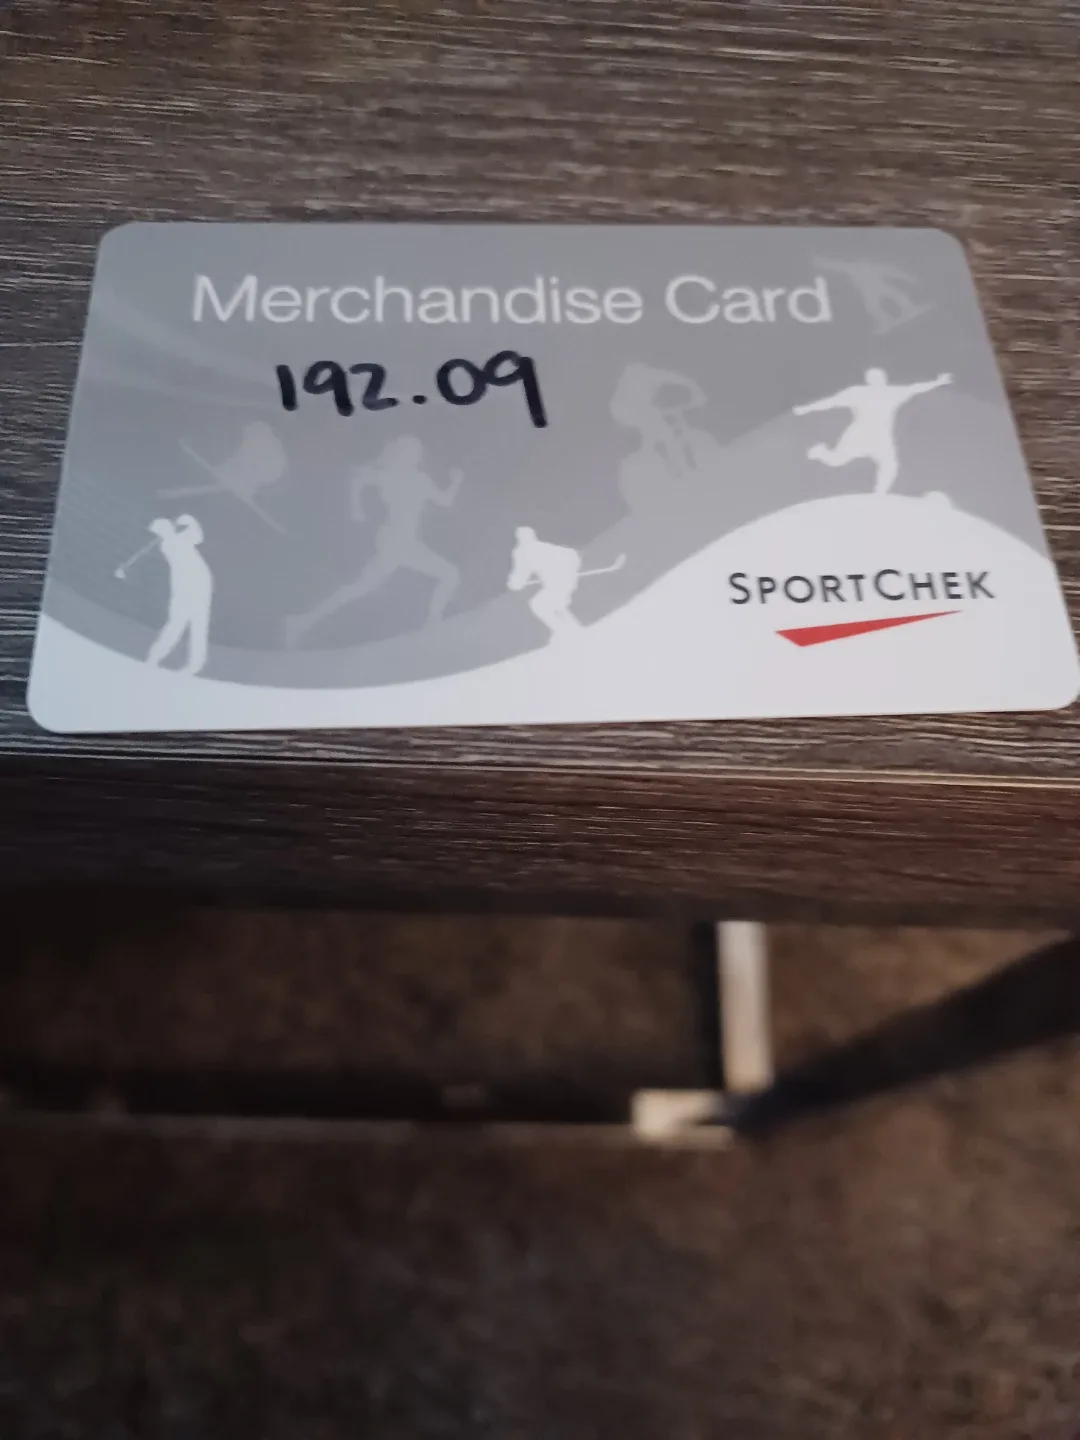 Merchandise Card
192.09
SPORTCHEK